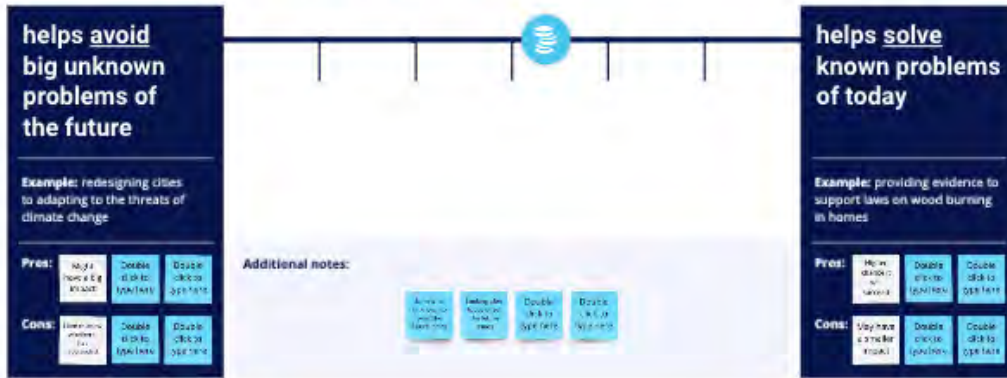 helps avoid
big unknown
problems of
the future
Example: redesigning cities
to adapting to the threats of
climate change
Pros:
Might
have a big
impact
Double
click to
type here
Double
click to
type here
Cons:
Double
click to
type here
Double
click to
type here
Additional notes:
Double
click to
type here
Double
click to
type here
helps solve
known problems
of today
Example: providing evidence to
support laws on wood burning
in homes
Pros:
Higher
chance of
success
Double
click to
type here
Double
click to
type here
Cons:
May have
a smaller
impact
Double
click to
type here
Double
click to
type here